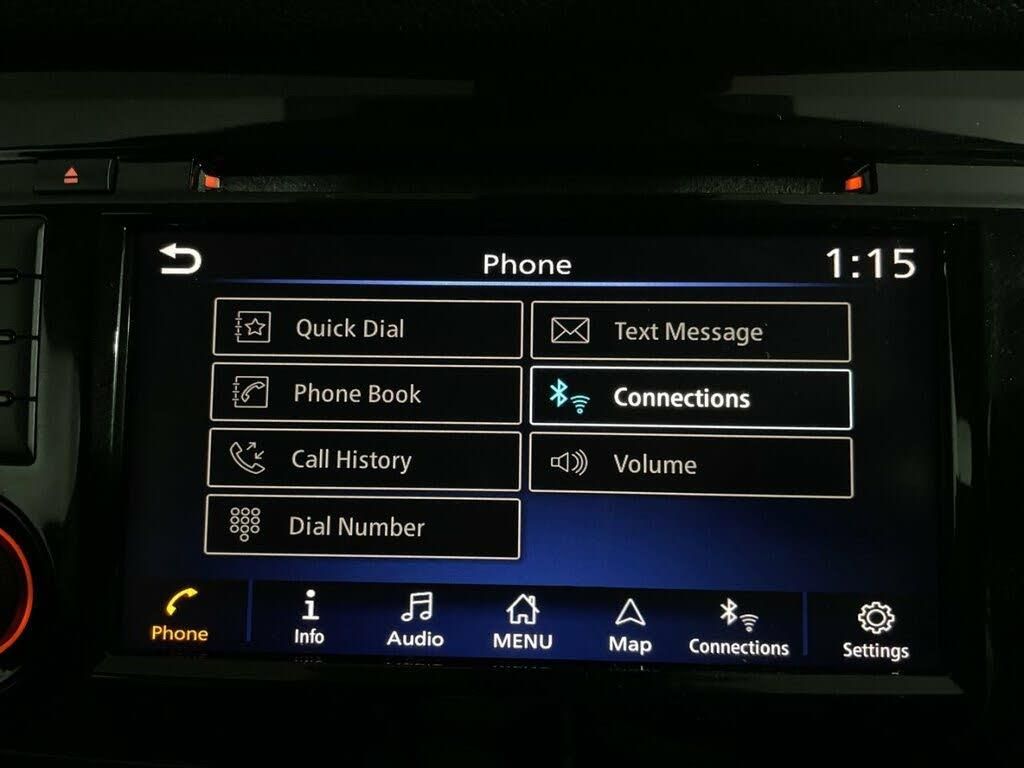 Phone
1:15
Quick Dial
Text Message
Phone Book
Connections
Call History
Volume
Dial Number
Phone
Info
Audio
MENU
Map
Connections
Settings